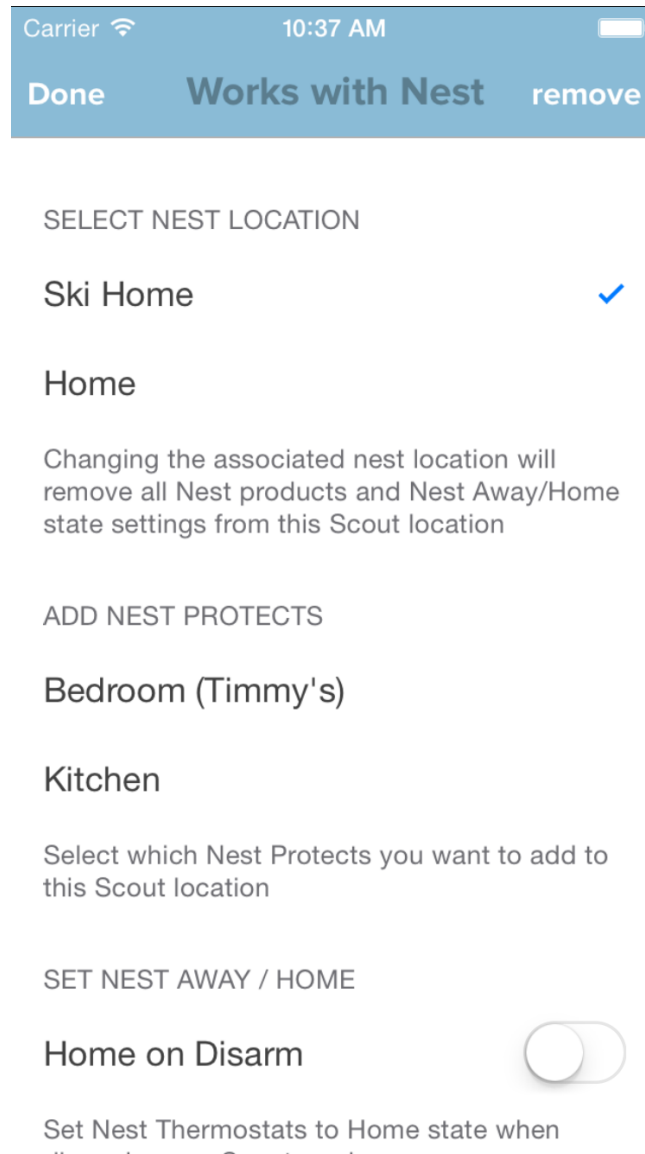 Carrier 10:37 AM
Done Works with Nest remove
SELECT NEST LOCATION
Ski Home
Home
Changing the associated nest location will
remove all Nest products and Nest Away/Home
state settings from this Scout location
ADD NEST PROTECTS
Bedroom (Timmy's)
Kitchen
Select which Nest Protects you want to add to
this Scout location
SET NEST AWAY / HOME
Home on Disarm
Set Nest Thermostats to Home state when